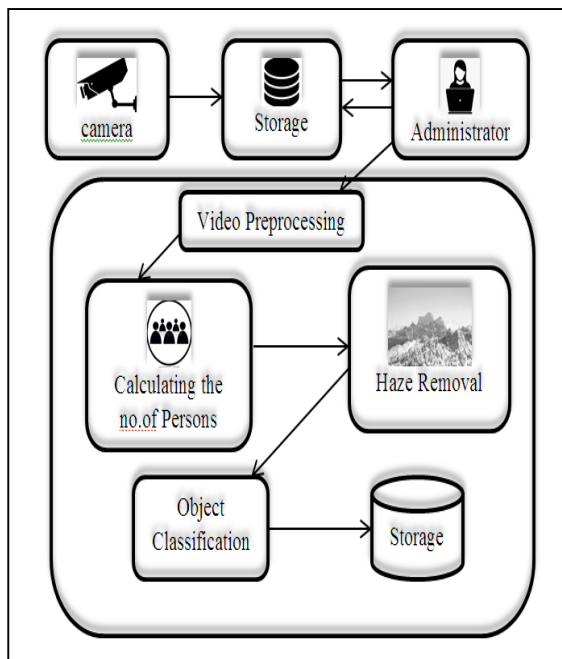 camera
Storage
Administrator
Video Preprocessing
Calculating the
no.of Persons
Haze Removal
Object
Classification
Storage